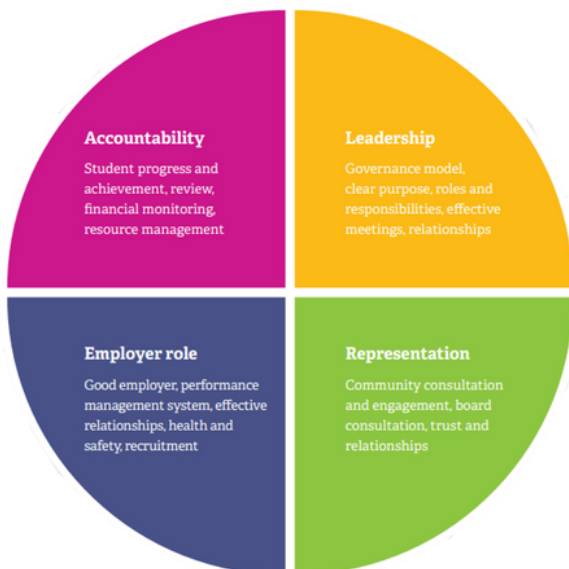 Accountability
Student progress and
achievement, review,
financial monitoring,
resource management
Leadership
Governance model,
clear purpose, roles and
responsibilities, effective
meetings, relationships
Employer role
Good employer, performance
management system, effective
relationships, health and
safety, recruitment
Representation
Community consultation
and engagement, board
consultation, trust and
relationships